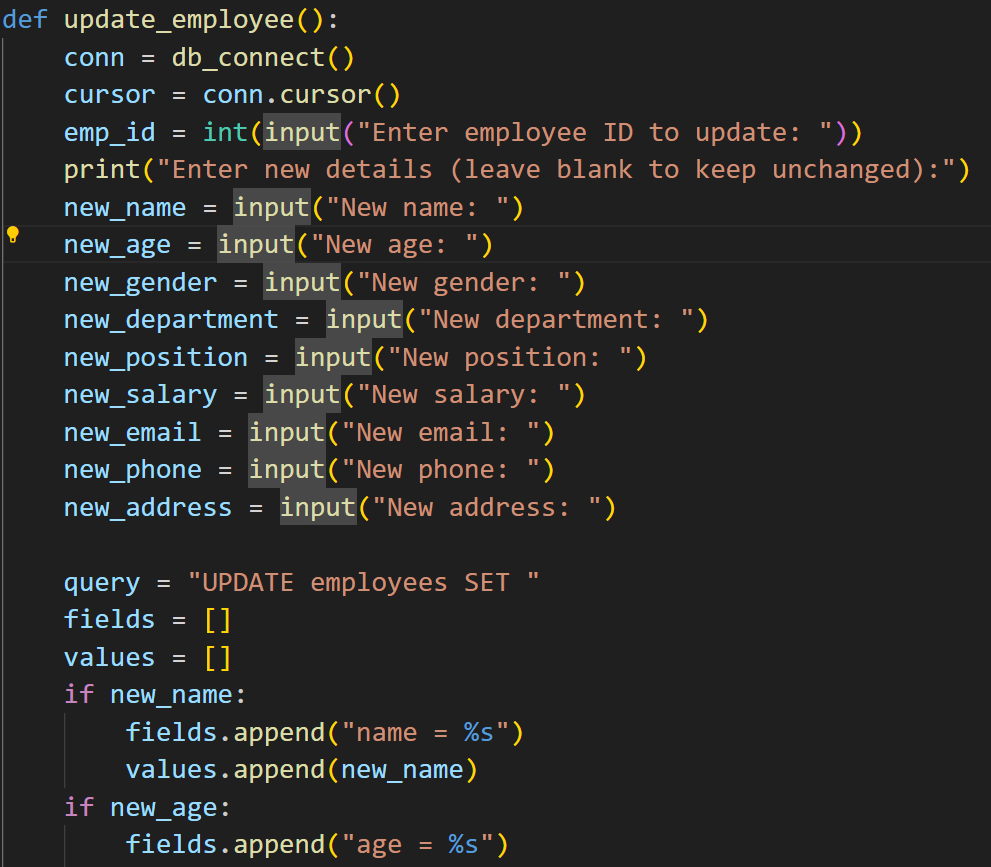 def update_employee():
    conn = db_connect()
    cursor = conn.cursor()
    emp_id = int(input("Enter employee ID to update: "))
    print("Enter new details (leave blank to keep unchanged):")
    new_name = input("New name: ")
    new_age = input("New age: ")
    new_gender = input("New gender: ")
    new_department = input("New department: ")
    new_position = input("New position: ")
    new_salary = input("New salary: ")
    new_email = input("New email: ")
    new_phone = input("New phone: ")
    new_address = input("New address: ")

    query = "UPDATE employees SET "
    fields = []
    values = []
    if new_name:
        fields.append("name = %s")
        values.append(new_name)
    if new_age:
        fields.append("age = %s")